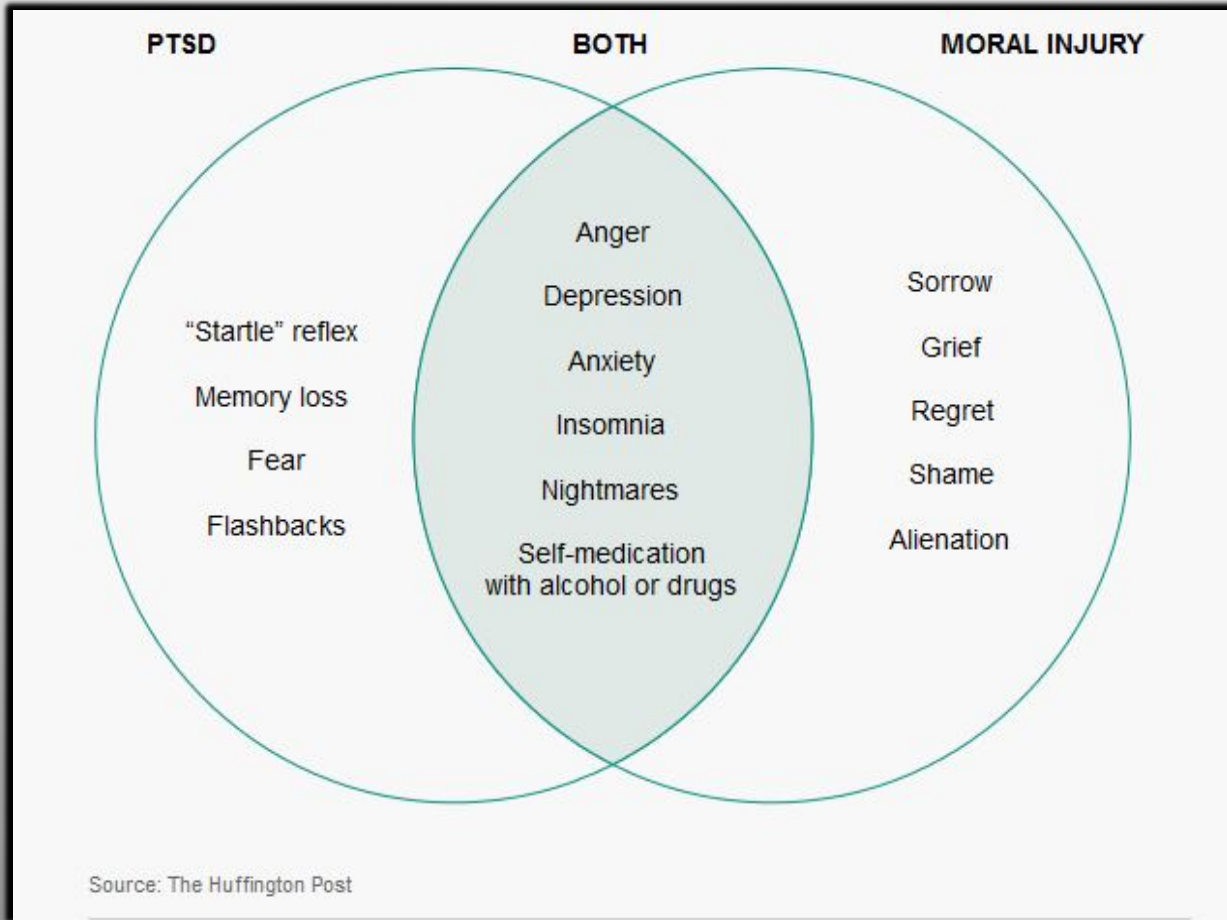 PTSD
BOTH
MORAL INJURY
“Startle” reflex
Memory loss
Fear
Flashbacks
Anger
Depression
Anxiety
Insomnia
Nightmares
Self-medication
with alcohol or drugs
Sorrow
Grief
Regret
Shame
Alienation
Source: The Huffington Post